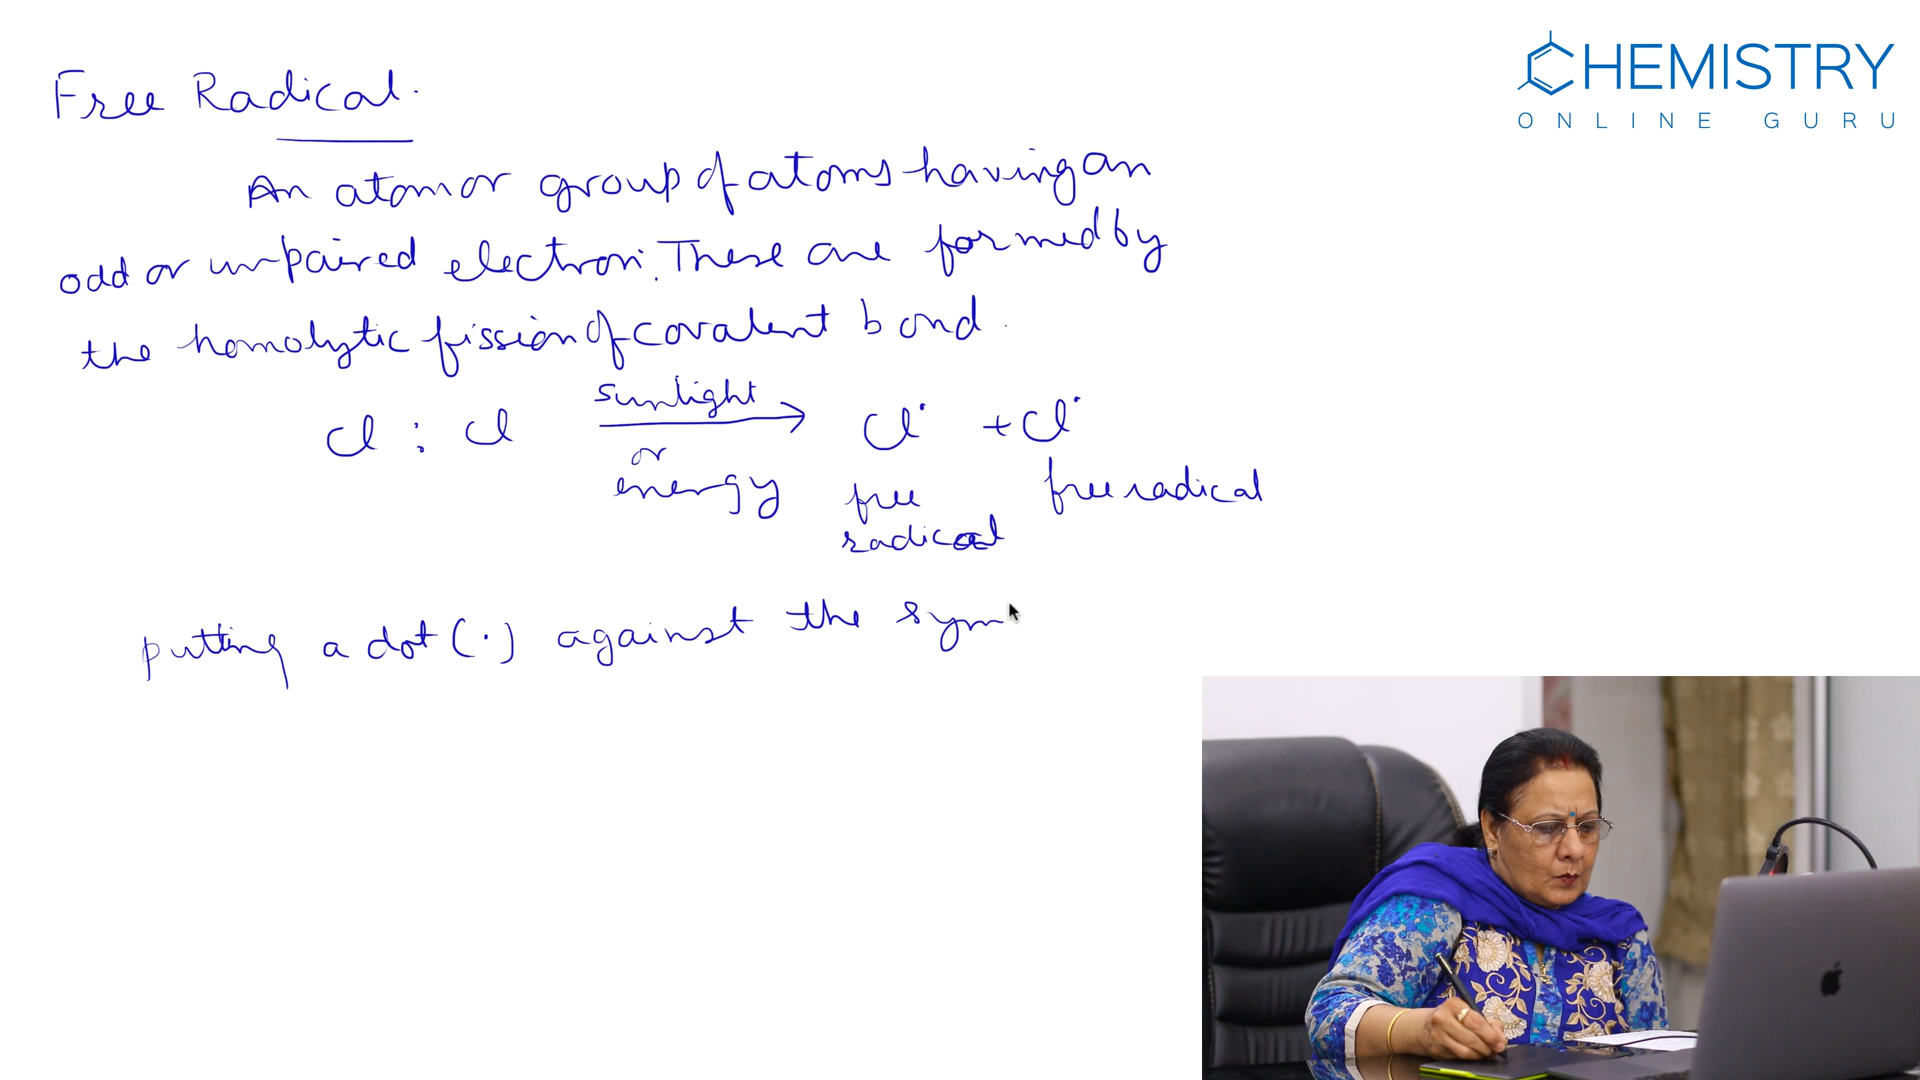 CHEMISTRY
ONLINE GURU
Free Radical.
An atom or group of atoms having an
odd or unpaired electron. These are formed by
the homolytic fission of covalent bond.
Cl : Cl sunlight or energy → Cl· + Cl·
free radical free radical
putting a dot (·) against the sym